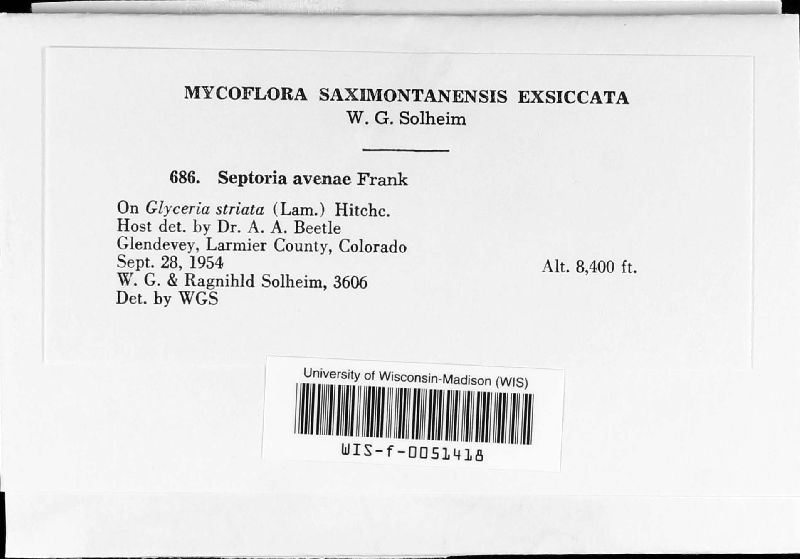 MYCOFLORA SAXIMONTANENSIS EXSICCATA
W. G. Solheim
686. Septoria avenae Frank
On Glyceria striata (Lam.) Hitchc.
Host det. by Dr. A. A. Beetle
Glendevey, Larmier County, Colorado
Sept. 28, 1954 Alt. 8,400 ft.
W. G. & Ragnihld Solheim, 3606
Det. by WGS
University of Wisconsin-Madison (WIS)
WIS-f-0051418